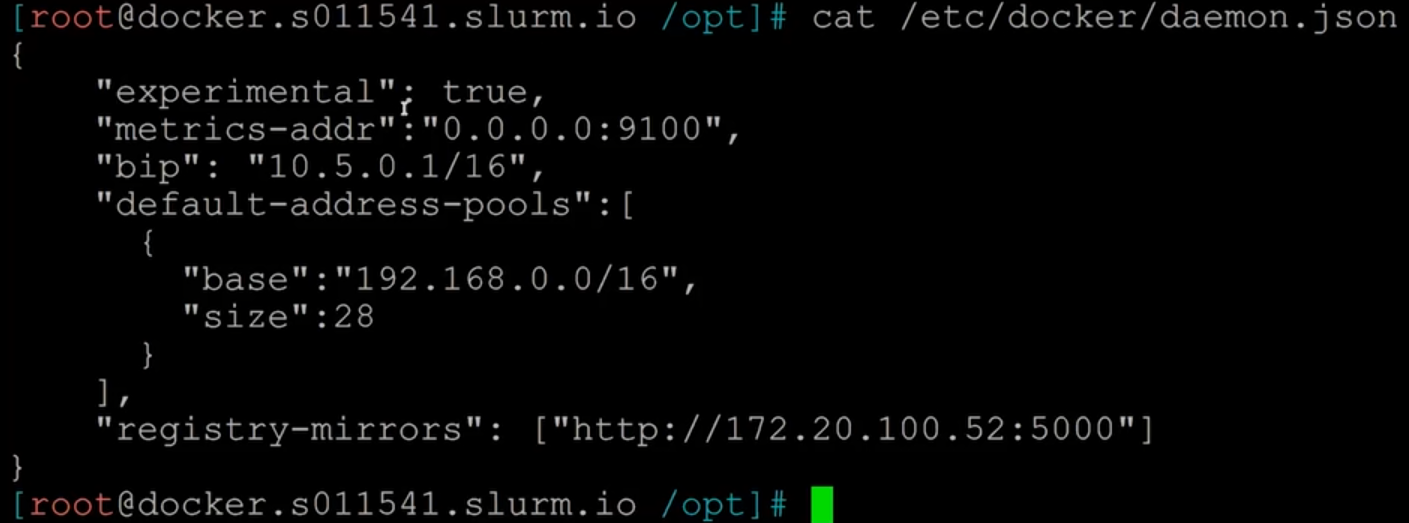 [root@docker.s011541.slurm.io /opt]# cat /etc/docker/daemon.json
{
    "experimental": true,
    "metrics-addr":"0.0.0.0:9100",
    "bip": "10.5.0.1/16",
    "default-address-pools":[
      {
        "base":"192.168.0.0/16",
        "size":28
      }
    ],
    "registry-mirrors": ["http://172.20.100.52:5000"]
}
[root@docker.s011541.slurm.io /opt]#